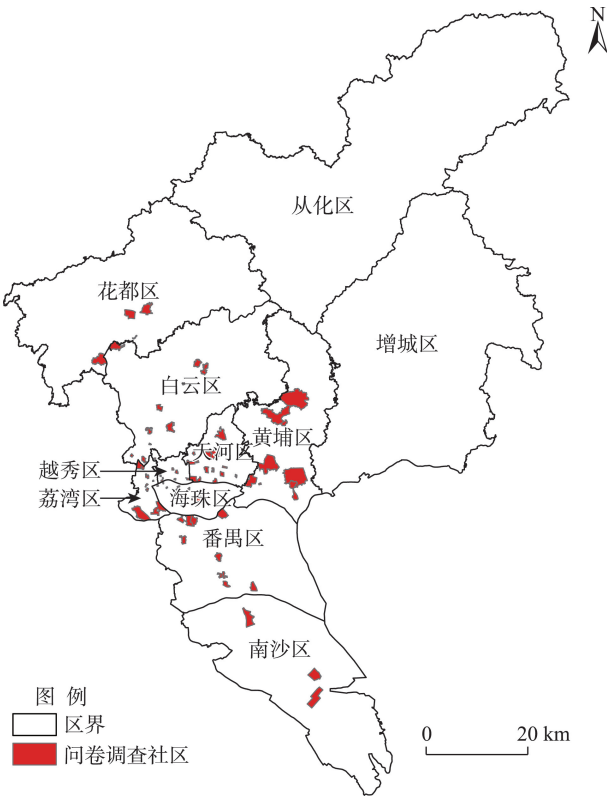 N
从化区
花都区
增城区
白云区
黄埔区
天河区
越秀区
荔湾区
海珠区
番禺区
南沙区
图 例
区界
问卷调查社区
0 20 km